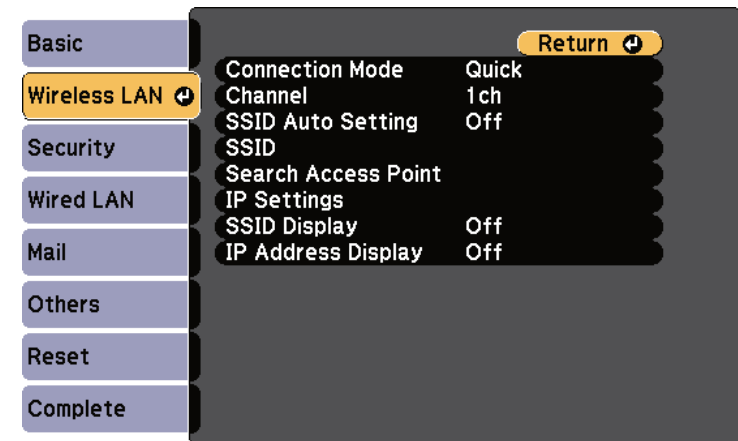 Basic
Wireless LAN
Security
Wired LAN
Mail
Others
Reset
Complete
Return
Connection Mode Quick
Channel 1ch
SSID Auto Setting Off
SSID
Search Access Point
IP Settings
SSID Display Off
IP Address Display Off